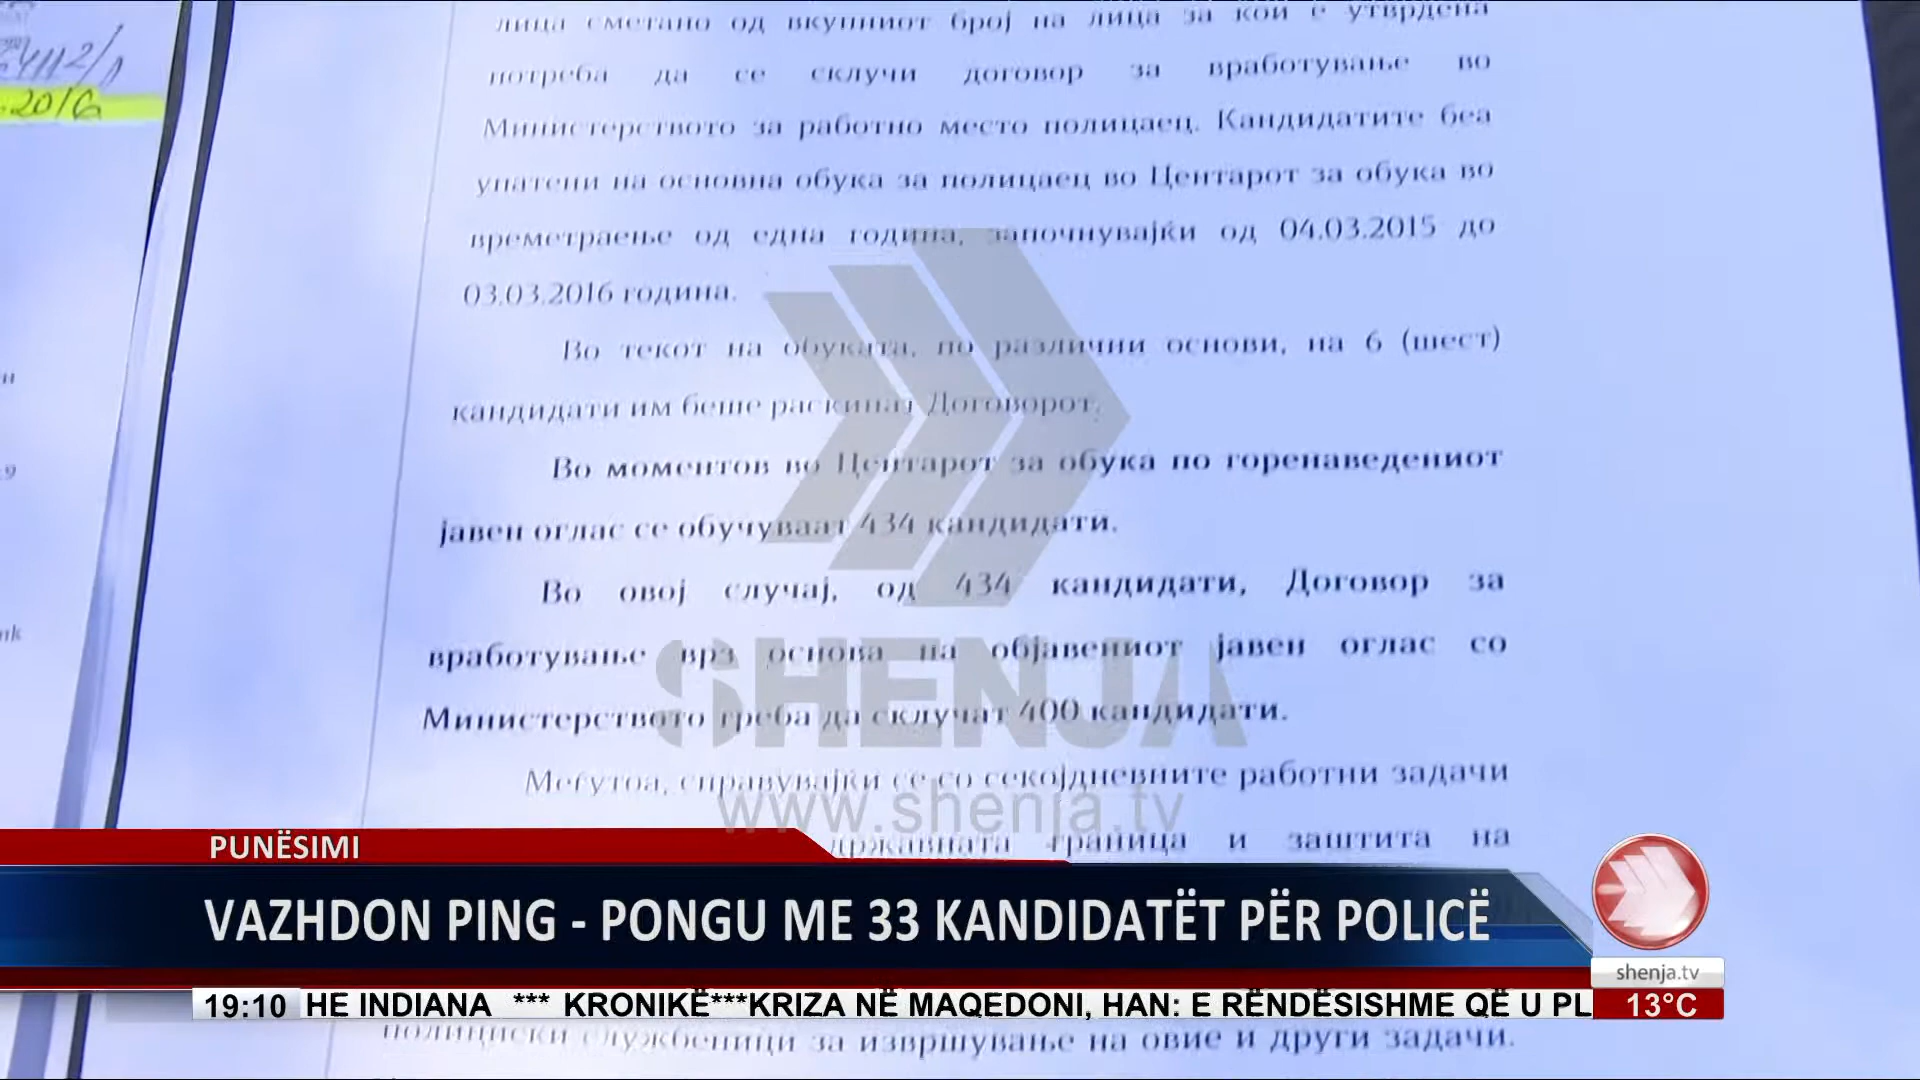 4112/1
.2016
лица сметано од вкупниот број на лица за кои е утврдена
потреба да се склучи договор за вработување во
Министерството за работно место полицаец. Кандидатите беа
упатени на основна обука за полицаец во Центарот за обука во
времетраење од една година, започнувајќи од 04.03.2015 до
03.03.2016 година.
Во текот на обуката, по различни основи, на 6 (шест)
кандидати им беше раскинат Договорот.
Во моментов во Центарот за обука по горенаведениот
јавен оглас се обучуваат 434 кандидати.
Во овој случај, од 434 кандидати, Договор за
вработување врз основа на објавениот јавен оглас со
Министерството треба да склучат 400 кандидати.
Меѓутоа, справувајќи се со секојдневните работни задачи
државната граница и заштита на
SHENJA
www.shenja.tv
PUNËSIMI
VAZHDON PING - PONGU ME 33 KANDIDATËT PËR POLICË
shenja.tv
19:10 HE INDIANA *** KRONIKË***KRIZA NË MAQEDONI, HAN: E RËNDËSISHME QË U PL 13°C
полициски службеници за извршување на овие и други задачи.